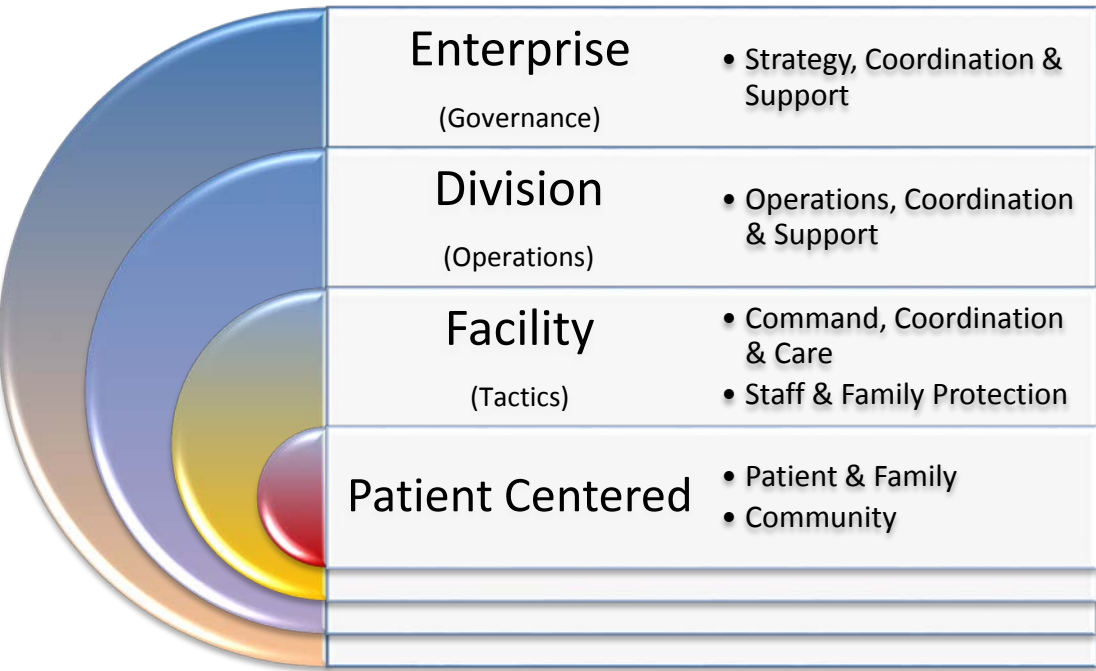 Enterprise
(Governance)
• Strategy, Coordination &
Support
Division
(Operations)
• Operations, Coordination
& Support
Facility
(Tactics)
• Command, Coordination
& Care
• Staff & Family Protection
Patient Centered
• Patient & Family
• Community